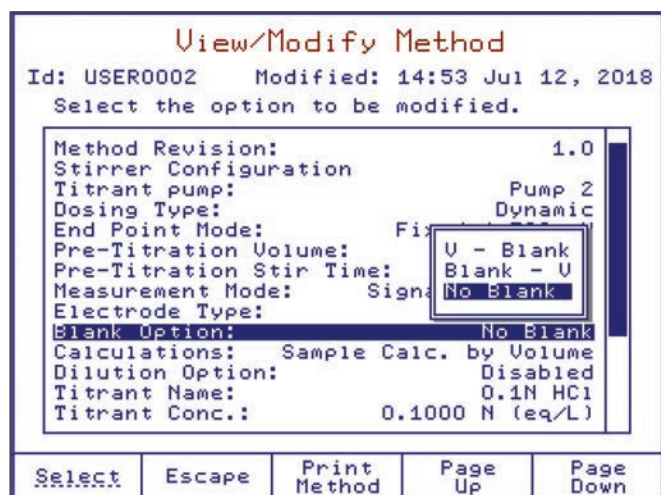 View/Modify Method
Id: USER0002 Modified: 14:53 Jul 12, 2018
Select the option to be modified.
Method Revision: 1.0
Stirrer Configuration
Titrant pump: Pump 2
Dosing Type: Dynamic
End Point Mode:
Pre-Titration Volume:
Pre-Titration Stir Time:
Measurement Mode:
Electrode Type:
Blank Option: No Blank
Calculations: Sample Calc. by Volume
Dilution Option: Disabled
Titrant Name: 0.1N HCl
Titrant Conc.: 0.1000 N (eq/L)
V - Blank
Blank - V
No Blank
Select
Escape
Print Method
Page Up
Page Down